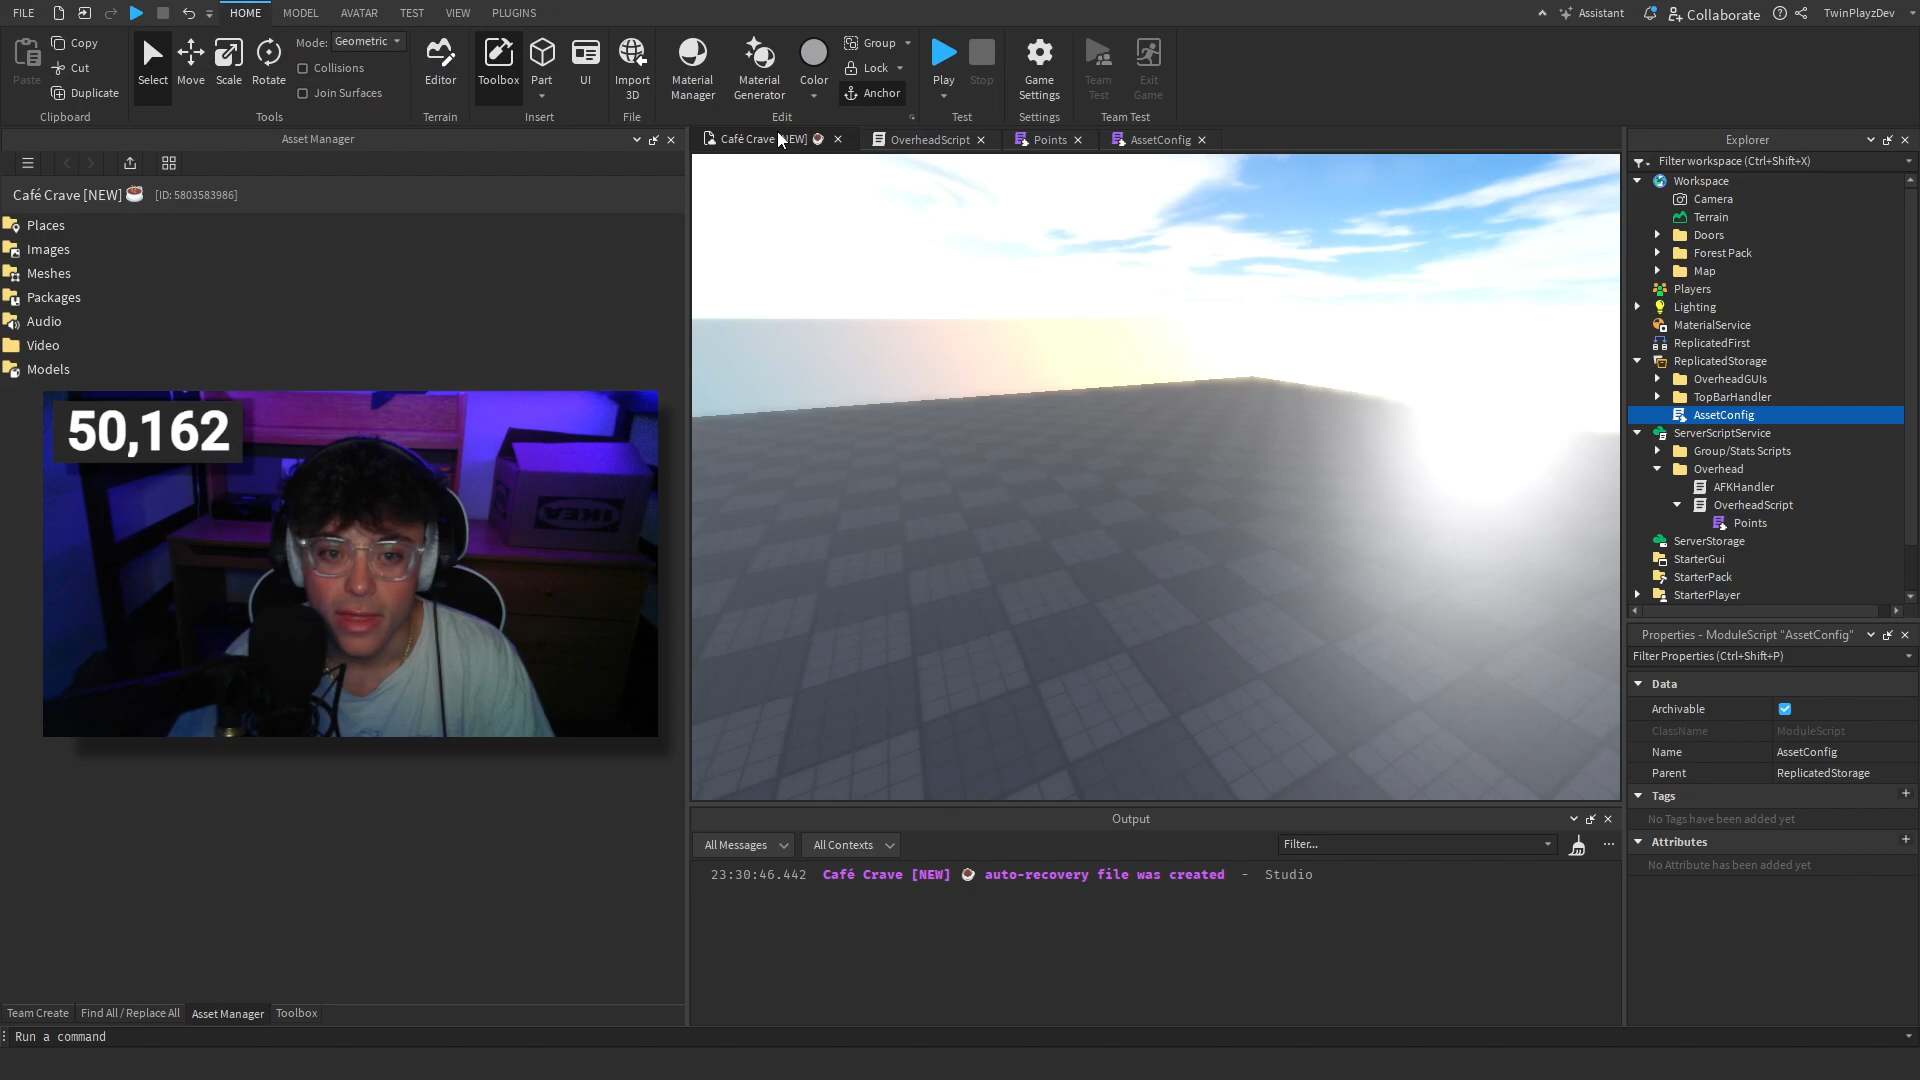 FILE HOME MODEL AVATAR TEST VIEW PLUGINS Assistant Collaborate TwinPlayzDev
Paste Copy Cut Duplicate Clipboard
Select Move Scale Rotate Mode: Geometric Collisions Join Surfaces Tools
Editor Terrain
Toolbox Part UI Insert
Import 3D File
Material Manager Material Generator Color Group Lock Anchor Edit
Play Stop Test
Game Settings Settings
Team Test Exit Game Team Test
Asset Manager
Café Crave [NEW] [ID: 5803583986]
Places
Images
Meshes
Packages
Audio
Video
Models
50,162
IKEA
Team Create Find All / Replace All Asset Manager Toolbox
Run a command
Café Crave [NEW] OverheadScript Points AssetConfig
Output
All Messages All Contexts Filter...
23:30:46.442 Café Crave [NEW] ☕ auto-recovery file was created - Studio
Explorer
Filter workspace (Ctrl+Shift+X)
Workspace
Camera
Terrain
Doors
Forest Pack
Map
Players
Lighting
MaterialService
ReplicatedFirst
ReplicatedStorage
OverheadGUIs
TopBarHandler
AssetConfig
ServerScriptService
Group/Stats Scripts
Overhead
AFKHandler
OverheadScript
Points
ServerStorage
StarterGui
StarterPack
StarterPlayer
Properties - ModuleScript "AssetConfig"
Filter Properties (Ctrl+Shift+P)
Data
Archivable
ClassName ModuleScript
Name AssetConfig
Parent ReplicatedStorage
Tags
No Tags have been added yet
Attributes
No Attribute has been added yet